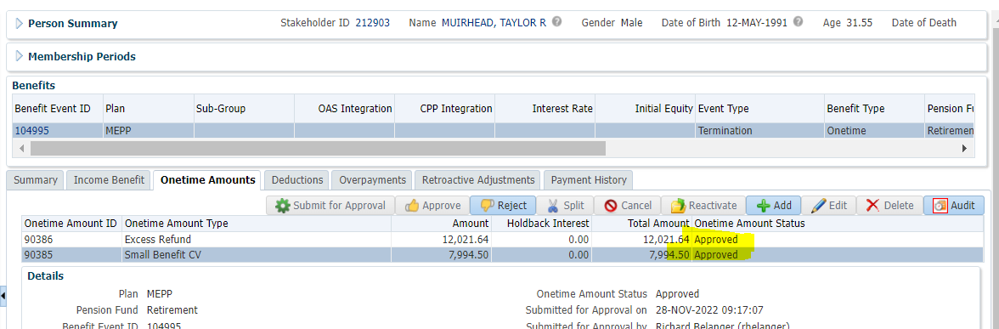 Person Summary Stakeholder ID 212903 Name MUIRHEAD, TAYLOR R Gender Male Date of Birth 12-MAY-1991 Age 31.55 Date of Death
Membership Periods
Benefits
Benefit Event ID Plan Sub-Group OAS Integration CPP Integration Interest Rate Initial Equity Event Type Benefit Type Pension Fu
104995 MEPP Termination Onetime Retiremen
Summary Income Benefit Onetime Amounts Deductions Overpayments Retroactive Adjustments Payment History
Submit for Approval Approve Reject Split Cancel Reactivate Add Edit Delete Audit
Onetime Amount ID Onetime Amount Type Amount Holdback Interest Total Amount Onetime Amount Status
90386 Excess Refund 12,021.64 0.00 12,021.64 Approved
90385 Small Benefit CV 7,994.50 0.00 7,994.50 Approved
Details
Plan MEPP Onetime Amount Status Approved
Pension Fund Retirement Submitted for Approval on 28-NOV-2022 09:17:07
Benefit Event ID 104995 Submitted for Approval by Richard Belanger (rbelanger)